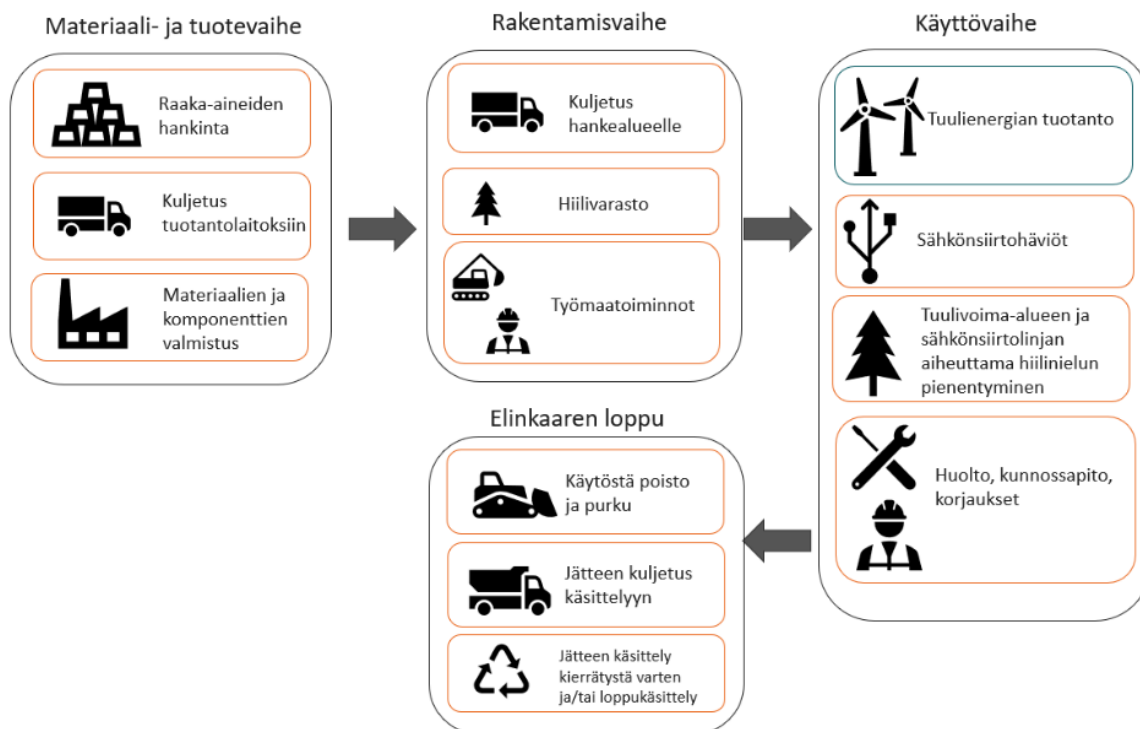 Materiaali- ja tuotevaihe
Raaka-aineiden
hankinta
Kuljetus
tuotantolaitoksiin
Materiaalien ja
komponenttien
valmistus
Rakentamisvaihe
Kuljetus
hankealueelle
Hiilivarasto
Työmaatoiminnot
Käyttövaihe
Tuulienergian tuotanto
Sähkönsiirtohäviöt
Tuulivoima-alueen ja
sähkönsiirtolinjan
aiheuttama hiilinielun
pienentyminen
Huolto, kunnossapito,
korjaukset
Elinkaaren loppu
Käytöstä poisto
ja purku
Jätteen kuljetus
käsittelyyn
Jätteen käsittely
kierrätystä varten
ja/tai loppukäsittely